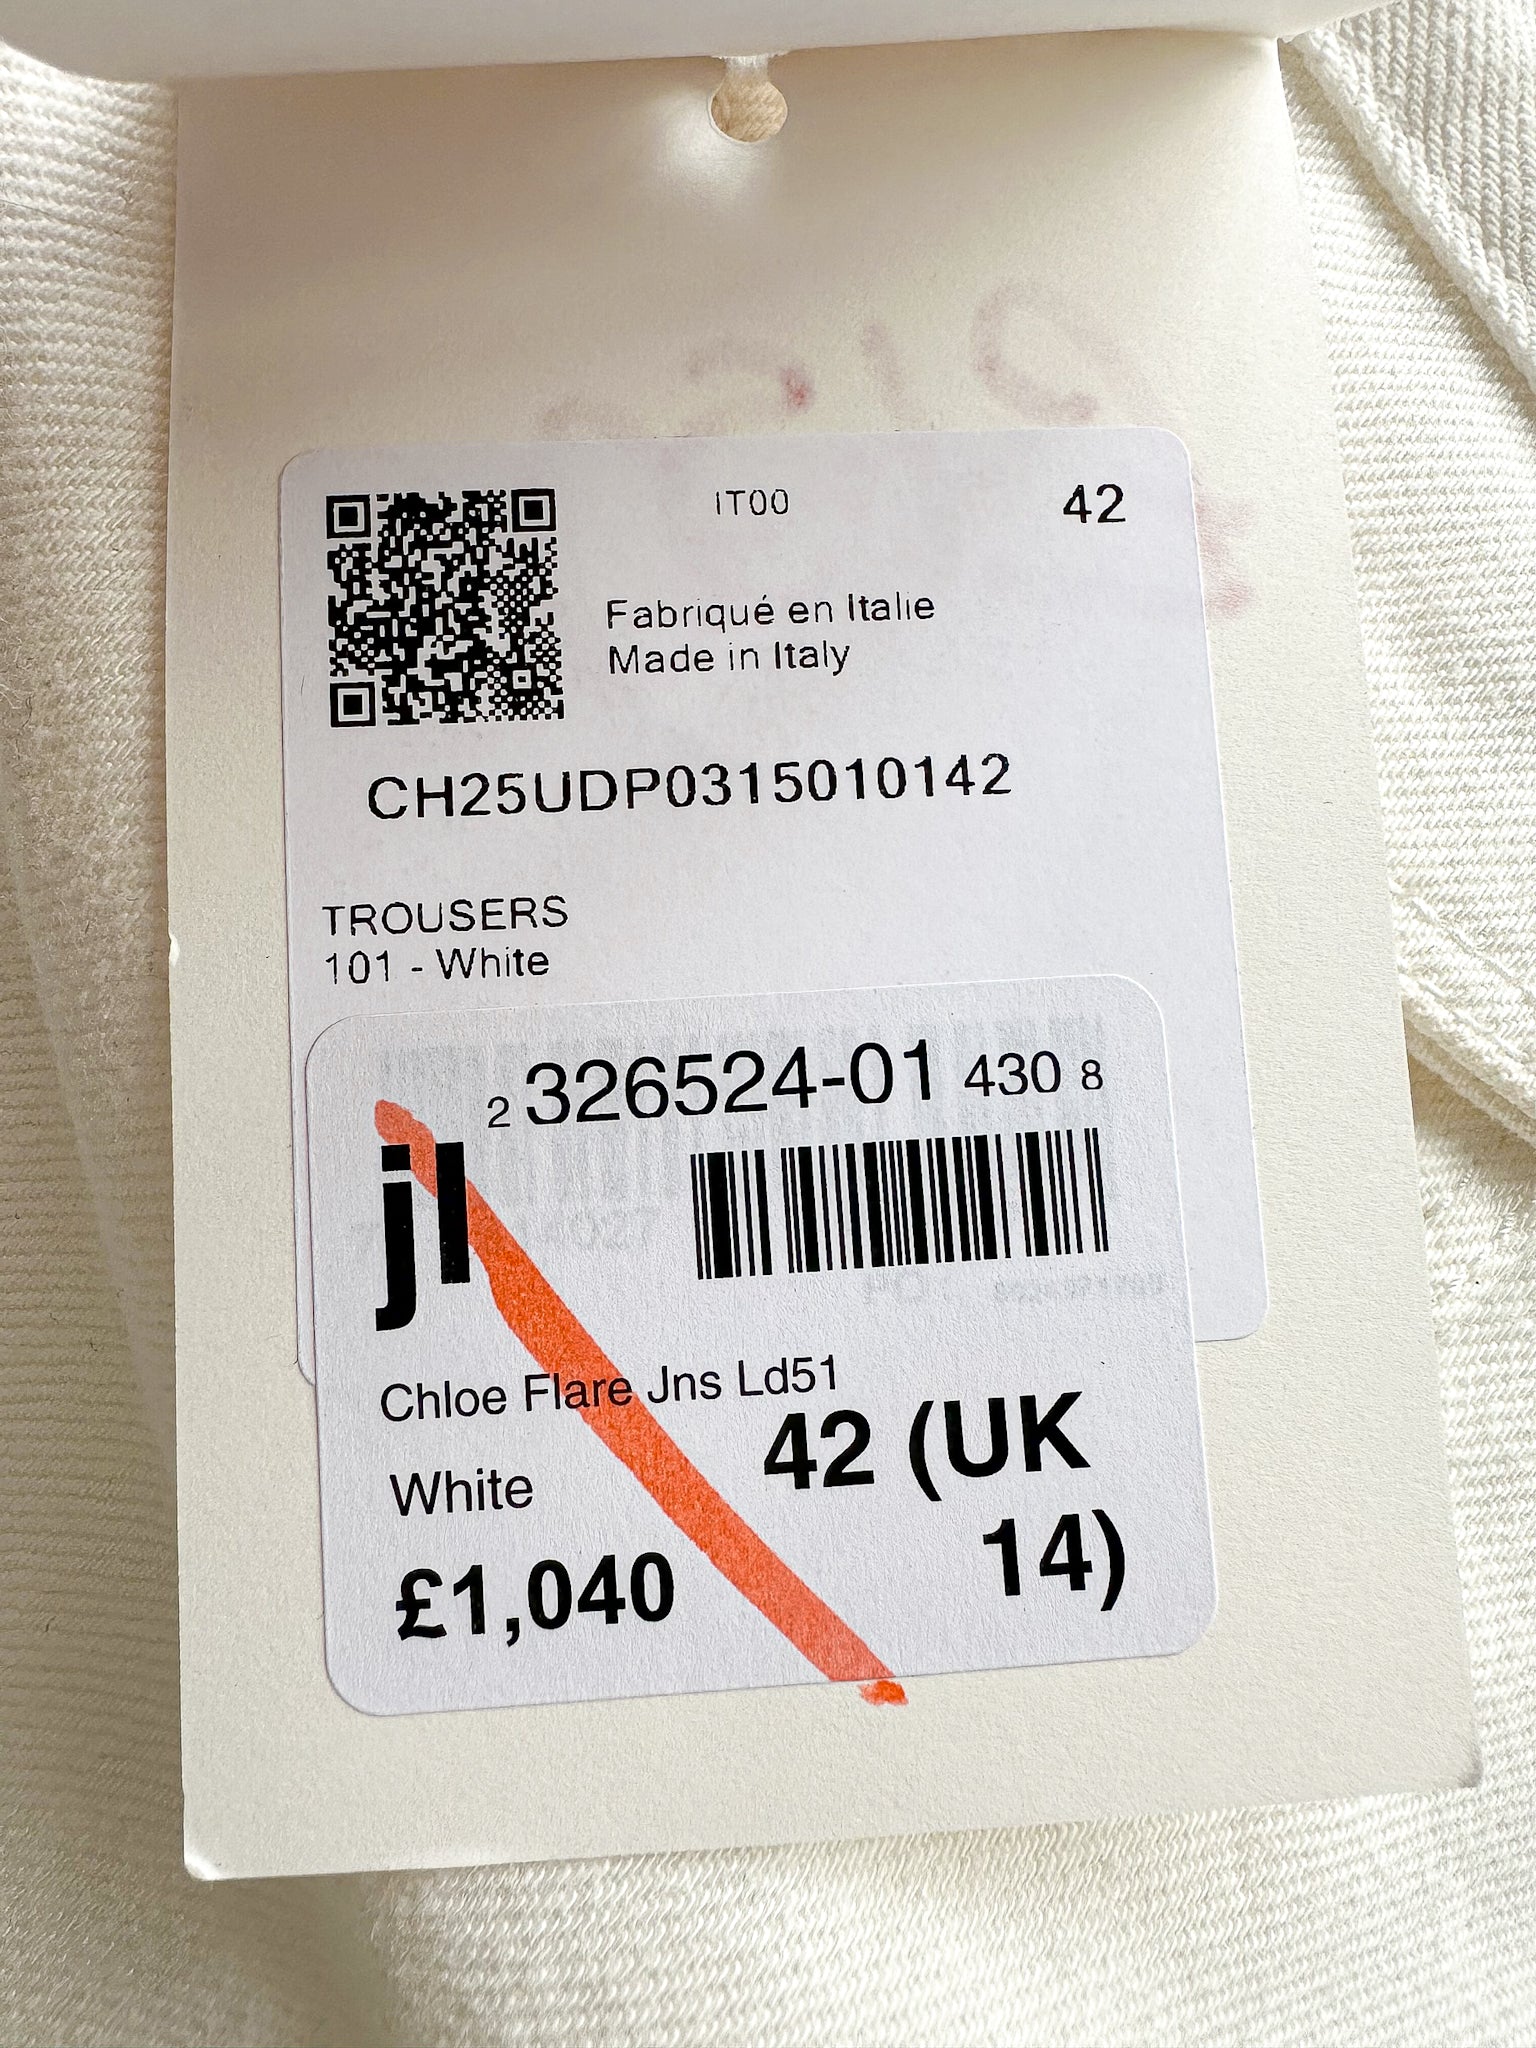 IT00 42
Fabriqué en Italie
Made in Italy
CH25UDP0315010142
TROUSERS
101 - White
2 326524-01 430 8
jl
Chloe Flare Jns Ld51
42 (UK
14)
White
£1,040